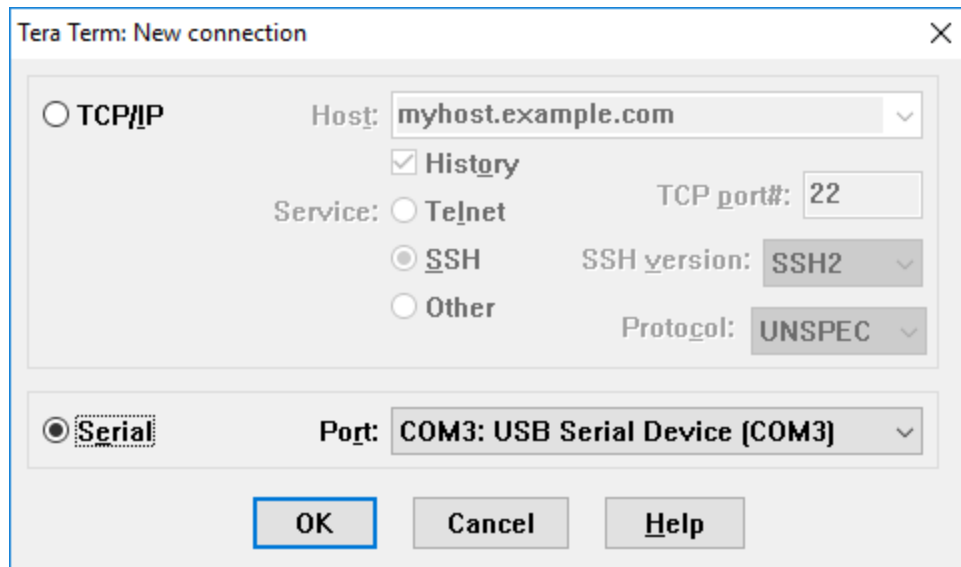 Tera Term: New connection
TCP/IP
Host: myhost.example.com
History
Service: Telnet
TCP port#: 22
SSH
SSH version: SSH2
Other
Protocol: UNSPEC
Serial
Port: COM3: USB Serial Device (COM3)
OK Cancel Help